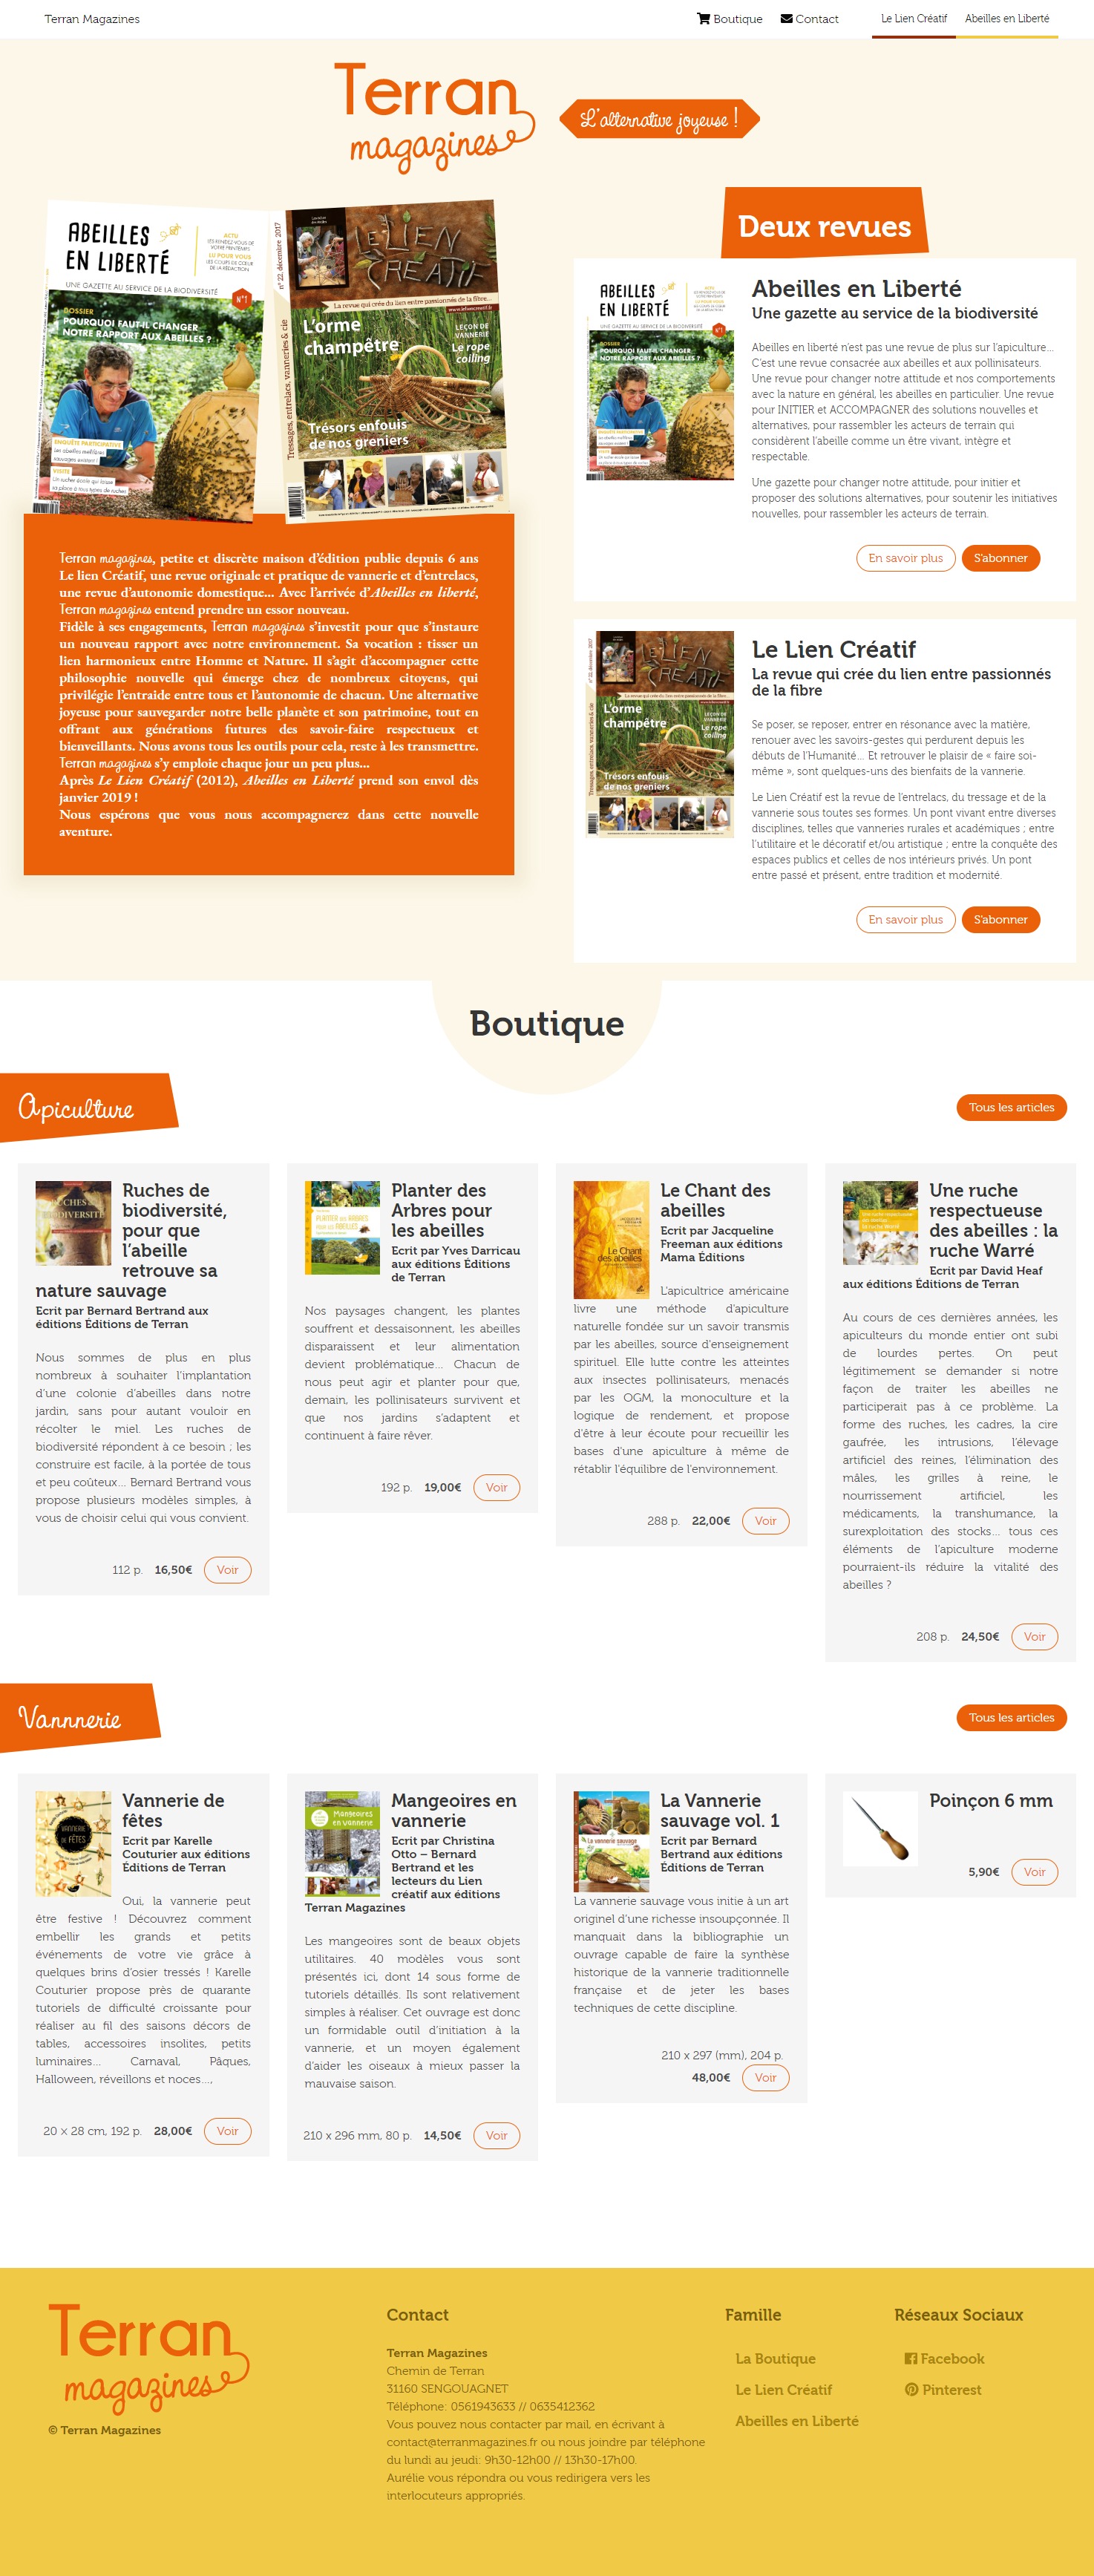 Terran Magazines
Boutique
Contact
Le Lien Créatif
Abeilles en Liberté
Terran
magazines
L'alternative joyeuse !
ABEILLES
EN LIBERTÉ
UNE GAZETTE AU SERVICE DE LA BIODIVERSITÉ
N°1
DOSSIER
POURQUOI FAUT-IL CHANGER
NOTRE RAPPORT AUX ABEILLES ?
n° 22. décembre 2017
LE LIEN
CREATIF
La revue qui crée du lien entre passionnés de la fibre...
L'orme
champêtre
LEÇON DE
VANNERIE
Le rope
coiling
Tressages, entrelacs, vanneries & cie
Trésors enfouis
de nos greniers
Terran magazines, petite et discrète maison d'édition publie depuis 6 ans
Le lien Créatif, une revue originale et pratique de vannerie et d'entrelacs,
une revue d'autonomie domestique... Avec l'arrivée d'Abeilles en liberté,
Terran magazines entend prendre un essor nouveau.
Fidèle à ses engagements, Terran magazines s'investit pour que s'instaure
un nouveau rapport avec notre environnement. Sa vocation : tisser un
lien harmonieux entre Homme et Nature. Il s'agit d'accompagner cette
philosophie nouvelle qui émerge chez de nombreux citoyens, qui
privilégie l'entraide entre tous et l'autonomie de chacun. Une alternative
joyeuse pour sauvegarder notre belle planète et son patrimoine, tout en
offrant aux générations futures des savoir-faire respectueux et
bienveillants. Nous avons tous les outils pour cela, reste à les transmettre.
Terran magazines s'y emploie chaque jour un peu plus...
Après Le Lien Créatif (2012), Abeilles en Liberté prend son envol dès
janvier 2019 !
Nous espérons que vous nous accompagnerez dans cette nouvelle
aventure.
Deux revues
Abeilles en Liberté
Une gazette au service de la biodiversité
Abeilles en liberté n'est pas une revue de plus sur l'apiculture...
C'est une revue consacrée aux abeilles et aux pollinisateurs.
Une revue pour changer notre attitude et nos comportements
avec la nature en général, les abeilles en particulier. Une revue
pour INITIER et ACCOMPAGNER des solutions nouvelles et
alternatives, pour rassembler les acteurs de terrain qui
considèrent l'abeille comme un être vivant, intègre et
respectable.
Une gazette pour changer notre attitude, pour initier et
proposer des solutions alternatives, pour soutenir les initiatives
nouvelles, pour rassembler les acteurs de terrain.
En savoir plus
S'abonner
Le Lien Créatif
La revue qui crée du lien entre passionnés
de la fibre
Se poser, se reposer, entrer en résonance avec la matière,
renouer avec les savoirs-gestes qui perdurent depuis les
débuts de l'Humanité... Et retrouver le plaisir de « faire soi-
même », sont quelques-uns des bienfaits de la vannerie.
Le Lien Créatif est la revue de l'entrelacs, du tressage et de la
vannerie sous toutes ses formes. Un pont vivant entre diverses
disciplines, telles que vanneries rurales et académiques ; entre
l'utilitaire et le décoratif et/ou artistique ; entre la conquête des
espaces publics et celles de nos intérieurs privés. Un pont
entre passé et présent, entre tradition et modernité.
En savoir plus
S'abonner
Boutique
Apiculture
Tous les articles
Ruches de
biodiversité,
pour que
l'abeille
retrouve sa
nature sauvage
Ecrit par Bernard Bertrand aux
éditions Éditions de Terran
Nous sommes de plus en plus
nombreux à souhaiter l'implantation
d'une colonie d'abeilles dans notre
jardin, sans pour autant vouloir en
récolter le miel. Les ruches de
biodiversité répondent à ce besoin ; les
construire est facile, à la portée de tous
et peu coûteux... Bernard Bertrand vous
propose plusieurs modèles simples, à
vous de choisir celui qui vous convient.
112 p. 16,50€ Voir
Planter des
Arbres pour
les abeilles
Ecrit par Yves Darricau
aux éditions Éditions
de Terran
Nos paysages changent, les plantes
souffrent et dessaisonnent, les abeilles
disparaissent et leur alimentation
devient problématique... Chacun de
nous peut agir et planter pour que,
demain, les pollinisateurs survivent et
que nos jardins s'adaptent et
continuent à faire rêver.
192 p. 19,00€ Voir
Le Chant des
abeilles
Ecrit par Jacqueline
Freeman aux éditions
Mama Éditions
L'apicultrice américaine
livre une méthode d'apiculture
naturelle fondée sur un savoir transmis
par les abeilles, source d'enseignement
spirituel. Elle lutte contre les atteintes
aux insectes pollinisateurs, menacés
par les OGM, la monoculture et la
logique de rendement, et propose
d'être à leur écoute pour recueillir les
bases d'une apiculture à même de
rétablir l'équilibre de l'environnement.
288 p. 22,00€ Voir
Une ruche
respectueuse
des abeilles : la
ruche Warré
Ecrit par David Heaf
aux éditions Éditions de Terran
Au cours de ces dernières années, les
apiculteurs du monde entier ont subi
de lourdes pertes. On peut
légitimement se demander si notre
façon de traiter les abeilles ne
participerait pas à ce problème. La
forme des ruches, les cadres, la cire
gaufrée, les intrusions, l'élevage
artificiel des reines, l'élimination des
mâles, les grilles à reine, le
nourrissement artificiel, les
médicaments, la transhumance, la
surexploitation des stocks... tous ces
éléments de l'apiculture moderne
pourraient-ils réduire la vitalité des
abeilles ?
208 p. 24,50€ Voir
Vannnerie
Tous les articles
Vannerie de
fêtes
Ecrit par Karelle
Couturier aux éditions
Éditions de Terran
Oui, la vannerie peut
être festive ! Découvrez comment
embellir les grands et petits
événements de votre vie grâce à
quelques brins d'osier tressés ! Karelle
Couturier propose près de quarante
tutoriels de difficulté croissante pour
réaliser au fil des saisons décors de
tables, accessoires insolites, petits
luminaires... Carnaval, Pâques,
Halloween, réveillons et noces...,
20 × 28 cm, 192 p. 28,00€ Voir
Mangeoires en
vannerie
Ecrit par Christina
Otto – Bernard
Bertrand et les
lecteurs du Lien
créatif aux éditions
Terran Magazines
Les mangeoires sont de beaux objets
utilitaires. 40 modèles vous sont
présentés ici, dont 14 sous forme de
tutoriels détaillés. Ils sont relativement
simples à réaliser. Cet ouvrage est donc
un formidable outil d'initiation à la
vannerie, et un moyen également
d'aider les oiseaux à mieux passer la
mauvaise saison.
210 x 296 mm, 80 p. 14,50€ Voir
La Vannerie
sauvage vol. 1
Ecrit par Bernard
Bertrand aux éditions
Éditions de Terran
La vannerie sauvage vous initie à un art
originel d'une richesse insoupçonnée. Il
manquait dans la bibliographie un
ouvrage capable de faire la synthèse
historique de la vannerie traditionnelle
française et de jeter les bases
techniques de cette discipline.
210 x 297 (mm), 204 p.
48,00€ Voir
Poinçon 6 mm
5,90€ Voir
Terran
magazines
© Terran Magazines
Contact
Terran Magazines
Chemin de Terran
31160 SENGOUAGNET
Téléphone: 0561943633 // 0635412362
Vous pouvez nous contacter par mail, en écrivant à
contact@terranmagazines.fr ou nous joindre par téléphone
du lundi au jeudi: 9h30-12h00 // 13h30-17h00.
Aurélie vous répondra ou vous redirigera vers les
interlocuteurs appropriés.
Famille
La Boutique
Le Lien Créatif
Abeilles en Liberté
Réseaux Sociaux
Facebook
Pinterest